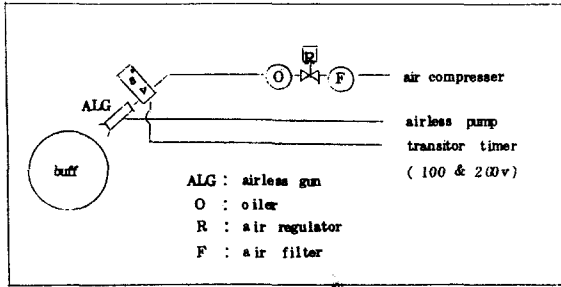 R
O
F
air compresser
ALG
airless pump
transitor timer
( 100 & 200v)
buff
ALG : airless gun
O : oiler
R : air regulator
F : air filter